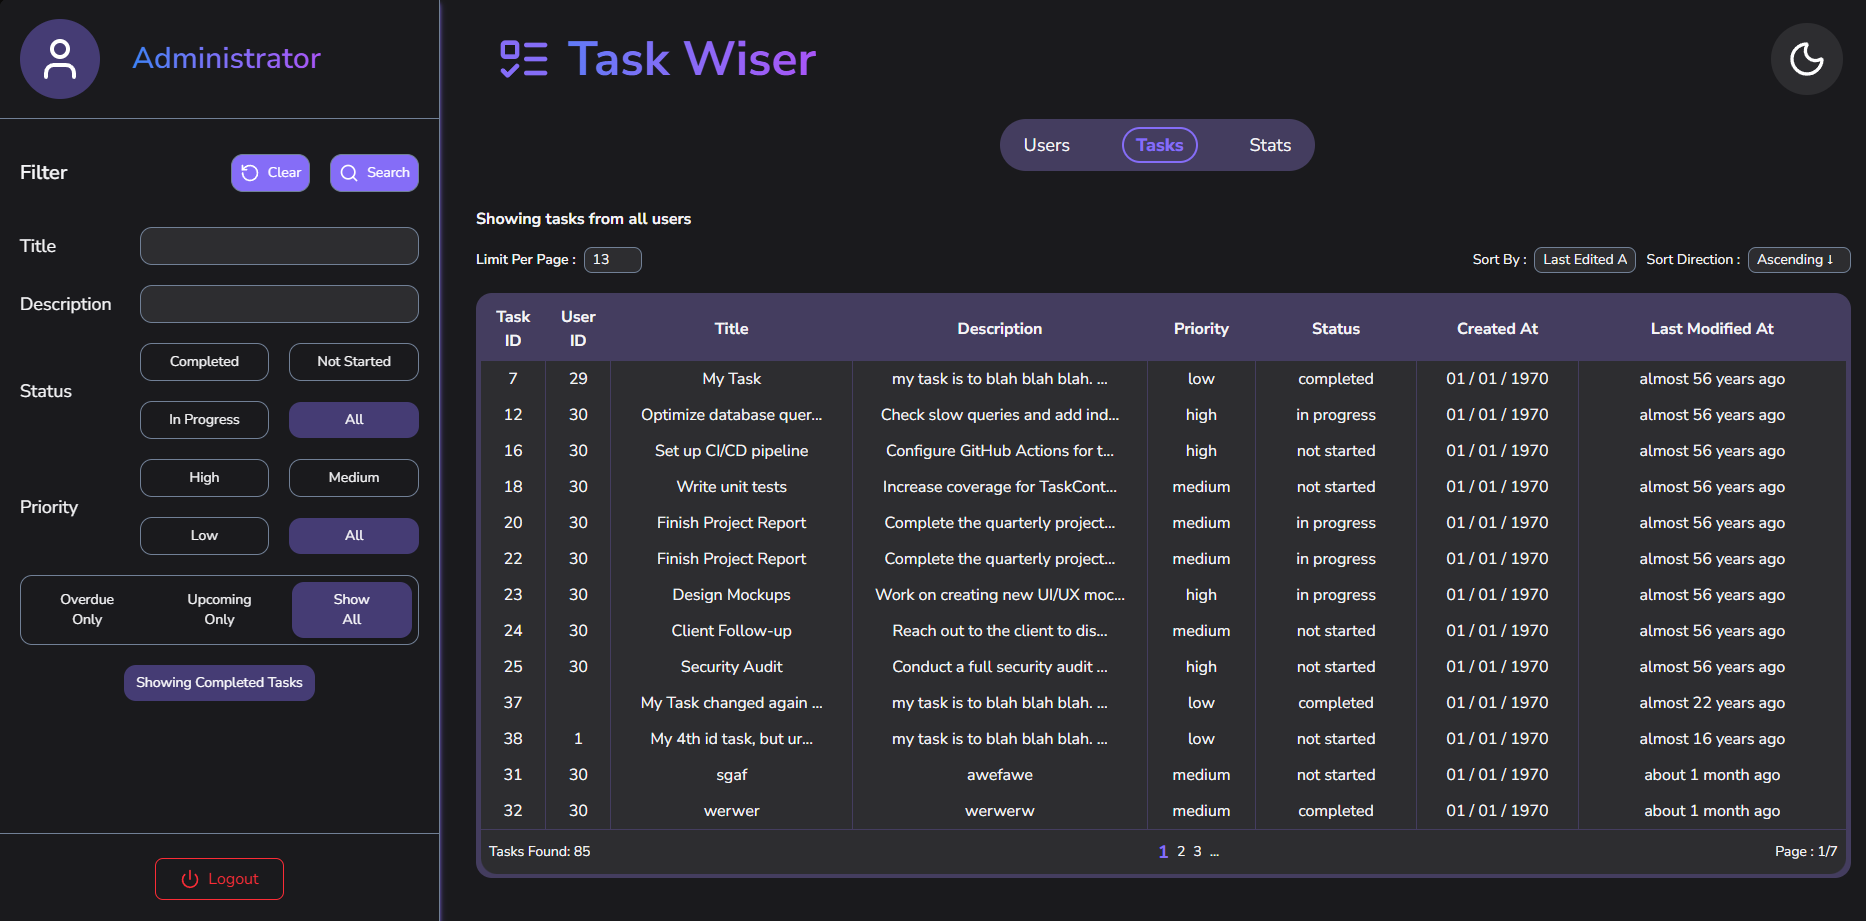 Administrator
Task Wiser
Users Tasks Stats
Filter
Clear
Search
Title
Description
Status
Completed
Not Started
In Progress
All
Priority
High
Medium
Low
All
Overdue
Only
Upcoming
Only
Show
All
Showing Completed Tasks
Logout
Showing tasks from all users
Limit Per Page : 13
Sort By : Last Edited A
Sort Direction : Ascending ↓
Task ID User ID Title Description Priority Status Created At Last Modified At
7 29 My Task my task is to blah blah blah. ... low completed 01 / 01 / 1970 almost 56 years ago
12 30 Optimize database quer... Check slow queries and add ind... high in progress 01 / 01 / 1970 almost 56 years ago
16 30 Set up CI/CD pipeline Configure GitHub Actions for t... high not started 01 / 01 / 1970 almost 56 years ago
18 30 Write unit tests Increase coverage for TaskCont... medium not started 01 / 01 / 1970 almost 56 years ago
20 30 Finish Project Report Complete the quarterly project... medium in progress 01 / 01 / 1970 almost 56 years ago
22 30 Finish Project Report Complete the quarterly project... medium in progress 01 / 01 / 1970 almost 56 years ago
23 30 Design Mockups Work on creating new UI/UX moc... high in progress 01 / 01 / 1970 almost 56 years ago
24 30 Client Follow-up Reach out to the client to dis... medium not started 01 / 01 / 1970 almost 56 years ago
25 30 Security Audit Conduct a full security audit ... high not started 01 / 01 / 1970 almost 56 years ago
37 My Task changed again ... my task is to blah blah blah. ... low completed 01 / 01 / 1970 almost 22 years ago
38 1 My 4th id task, but ur... my task is to blah blah blah. ... low not started 01 / 01 / 1970 almost 16 years ago
31 30 sgaf awefawe medium not started 01 / 01 / 1970 about 1 month ago
32 30 werwer werwerw medium completed 01 / 01 / 1970 about 1 month ago
Tasks Found: 85
1 2 3 ...
Page : 1/7